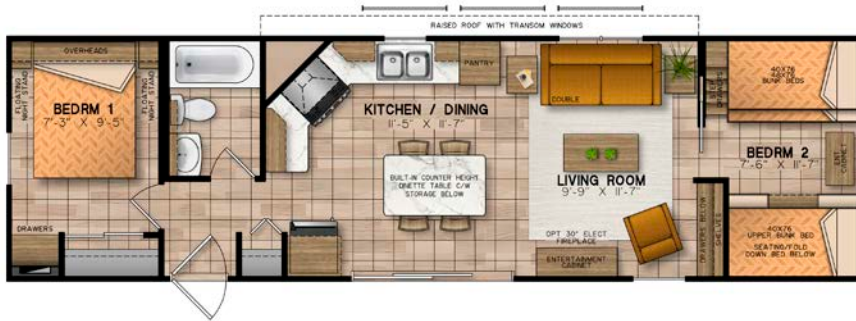 RAISED ROOF WITH TRANSOM WINDOWS
OVERHEADS
FLOATING
NIGHT STAND
BEDRM 1
7'-3" X 9'-5"
FLOATING
NIGHT STAND
DRAWERS
PANTRY
KITCHEN / DINING
11'-5" X 11'-7"
BUILT-IN COUNTER HEIGHT
DINETTE TABLE C/W
STORAGE BELOW
DOUBLE
LIVING ROOM
9'-9" X 11'-7"
OPT 30" ELECT
FIREPLACE
ENTERTAINMENT
CABINET
DRAWERS BELOW
SHELVES
DRAWERS
40X76
48X76
BUNK BEDS
BEDRM 2
7'-6" X 11'-7"
ENT.
CABINET
40X76
UPPER BUNK BED
SEATING/FOLD
DOWN BED BELOW